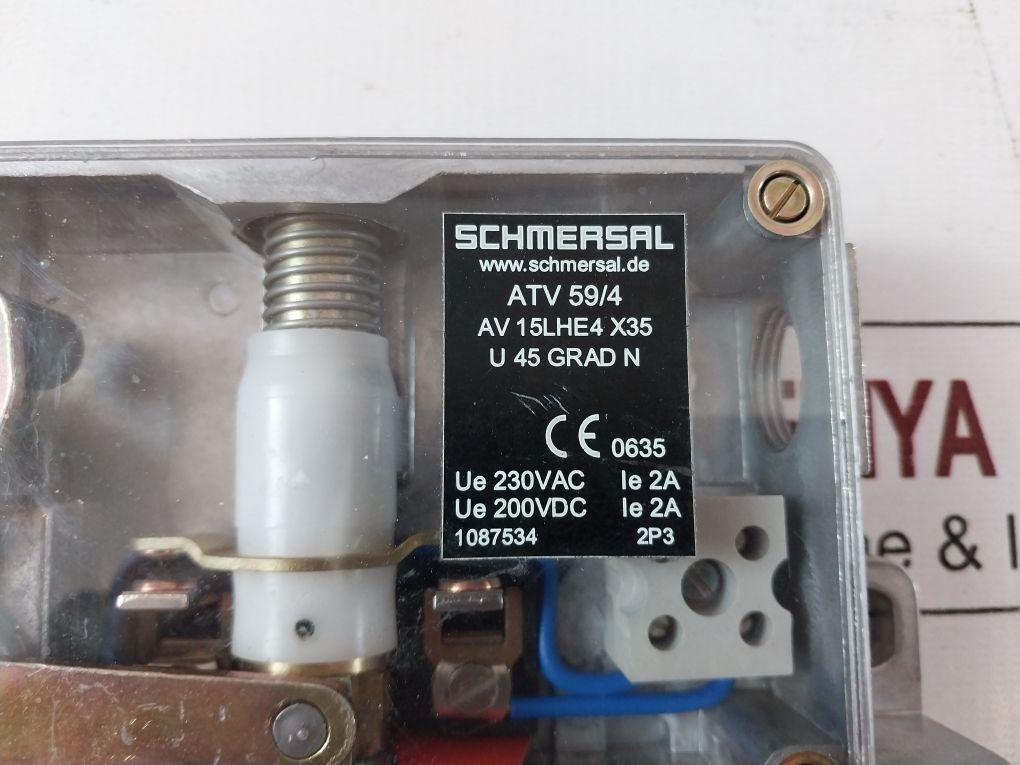 SCHMERSAL
www.schmersal.de
ATV 59/4
AV 15LHE4 X35
U 45 GRAD N
CE 0635
Ue 230VAC Ie 2A
Ue 200VDC Ie 2A
1087534 2P3
YA
e & I